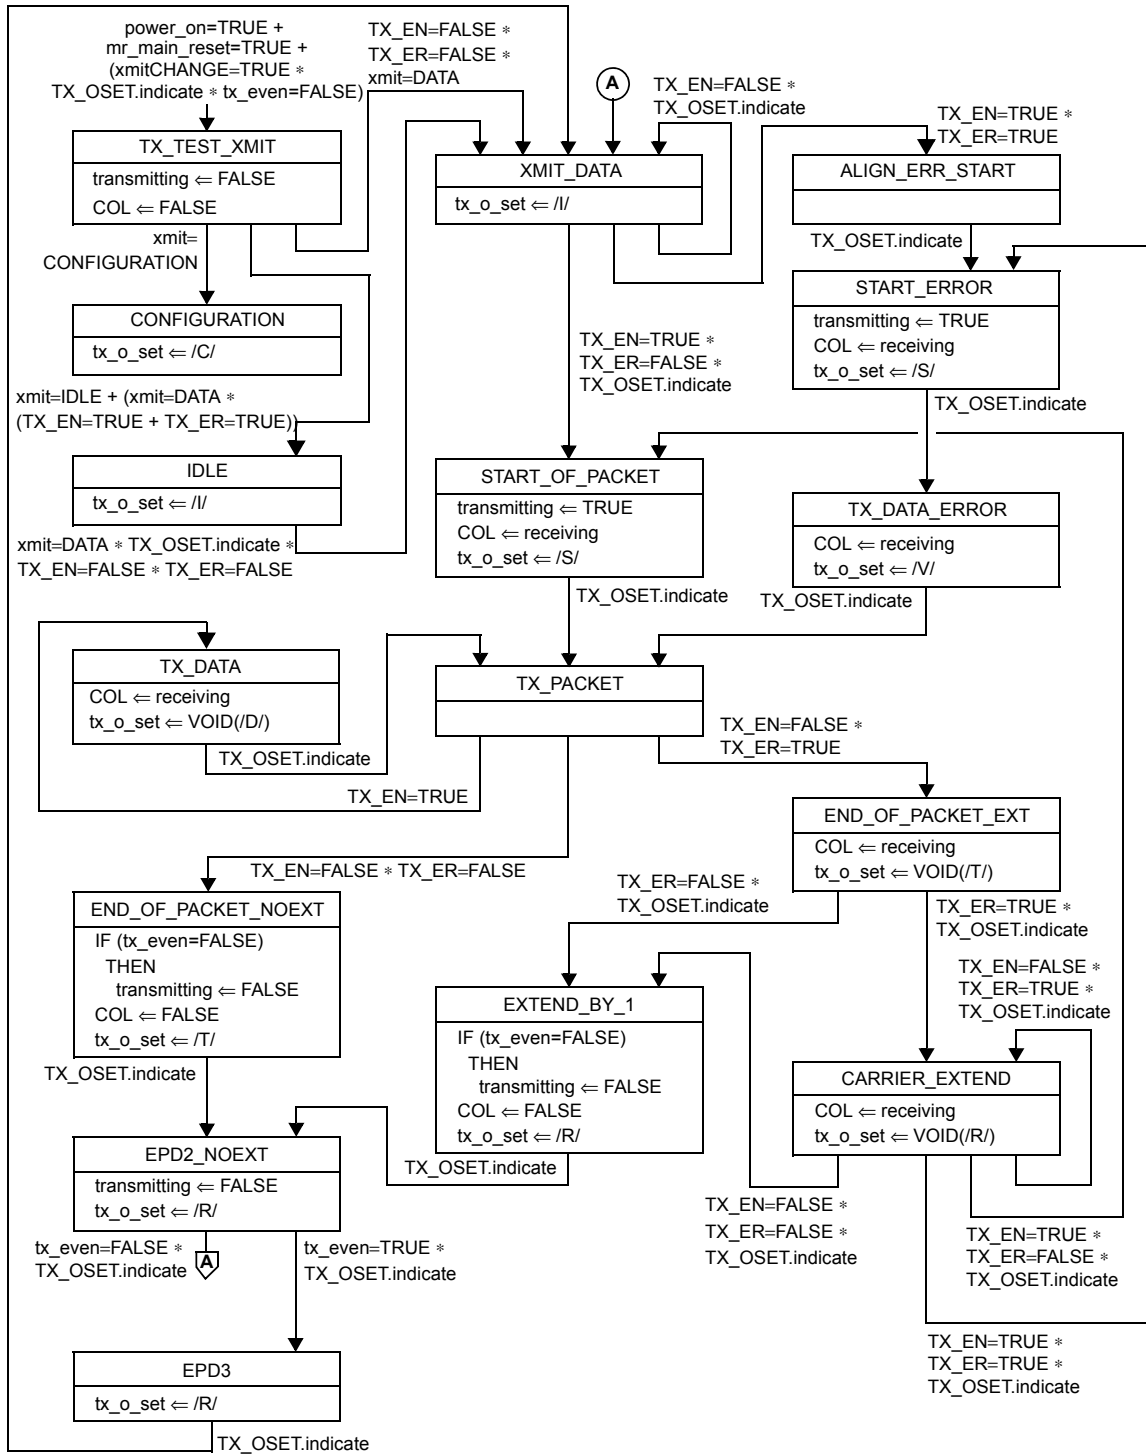 power_on=TRUE +
mr_main_reset=TRUE +
(xmitCHANGE=TRUE *
TX_OSET.indicate * tx_even=FALSE)
TX_TEST_XMIT
transmitting ⇐ FALSE
COL ⇐ FALSE
xmit=
CONFIGURATION
CONFIGURATION
tx_o_set ⇐ /C/
xmit=IDLE + (xmit=DATA *
(TX_EN=TRUE + TX_ER=TRUE))
IDLE
tx_o_set ⇐ /I/
xmit=DATA * TX_OSET.indicate *
TX_EN=FALSE * TX_ER=FALSE
TX_EN=FALSE *
TX_ER=FALSE *
xmit=DATA
A
TX_EN=FALSE *
TX_OSET.indicate
XMIT_DATA
tx_o_set ⇐ /I/
TX_EN=TRUE *
TX_ER=TRUE
ALIGN_ERR_START
TX_OSET.indicate
START_ERROR
transmitting ⇐ TRUE
COL ⇐ receiving
tx_o_set ⇐ /S/
TX_OSET.indicate
TX_EN=TRUE *
TX_ER=FALSE *
TX_OSET.indicate
START_OF_PACKET
transmitting ⇐ TRUE
COL ⇐ receiving
tx_o_set ⇐ /S/
TX_OSET.indicate
TX_DATA_ERROR
COL ⇐ receiving
tx_o_set ⇐ /V/
TX_OSET.indicate
TX_DATA
COL ⇐ receiving
tx_o_set ⇐ VOID(/D/)
TX_OSET.indicate
TX_PACKET
TX_EN=TRUE
TX_EN=FALSE *
TX_ER=TRUE
TX_EN=FALSE * TX_ER=FALSE
END_OF_PACKET_EXT
COL ⇐ receiving
tx_o_set ⇐ VOID(/T/)
TX_ER=FALSE *
TX_OSET.indicate
TX_ER=TRUE *
TX_OSET.indicate
END_OF_PACKET_NOEXT
IF (tx_even=FALSE)
THEN
transmitting ⇐ FALSE
COL ⇐ FALSE
tx_o_set ⇐ /T/
TX_OSET.indicate
EXTEND_BY_1
IF (tx_even=FALSE)
THEN
transmitting ⇐ FALSE
COL ⇐ FALSE
tx_o_set ⇐ /R/
TX_OSET.indicate
TX_EN=FALSE *
TX_ER=TRUE *
TX_OSET.indicate
CARRIER_EXTEND
COL ⇐ receiving
tx_o_set ⇐ VOID(/R/)
EPD2_NOEXT
transmitting ⇐ FALSE
tx_o_set ⇐ /R/
tx_even=FALSE *
TX_OSET.indicate
A
tx_even=TRUE *
TX_OSET.indicate
TX_EN=FALSE *
TX_ER=FALSE *
TX_OSET.indicate
TX_EN=TRUE *
TX_ER=FALSE *
TX_OSET.indicate
TX_EN=TRUE *
TX_ER=TRUE *
TX_OSET.indicate
EPD3
tx_o_set ⇐ /R/
TX_OSET.indicate